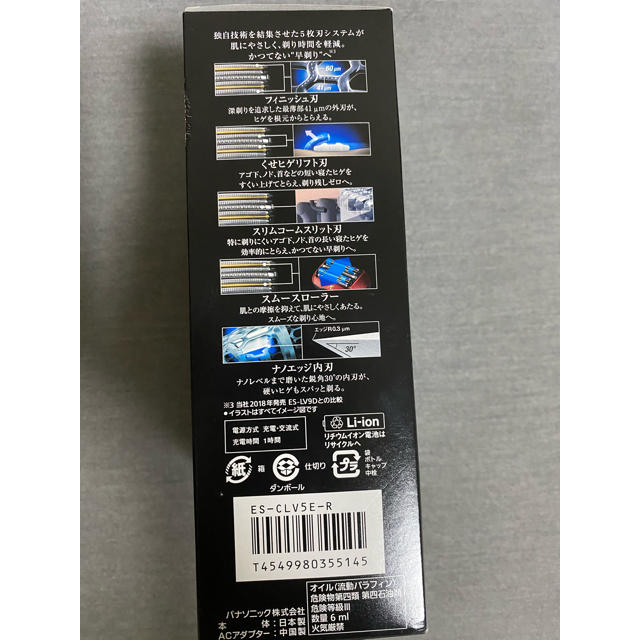 独自技術を結集させた5枚刃システムが
肌にやさしく、剃り時間を軽減。
かつてない"早剃り"へ※3
60μm
41μm
フィニッシュ刃
深剃りを追求した最薄部41μmの外刃が、
ヒゲを根元からとらえる。
くせヒゲリフト刃
アゴ下、ノド、首などの短い寝たヒゲを
すくい上げてとらえ、剃り残しゼロへ。
スリムコームスリット刃
特に剃りにくいアゴ下、ノド、首の長い寝たヒゲを
効率的にとらえ、かつてない早剃りへ。
スムースローラー
肌との摩擦を抑えて、肌にやさしくあたる。
スムーズな剃り心地へ。
エッジR0.3μm
30°
ナノエッジ内刃
ナノレベルまで磨いた鋭角30°の内刃が、
硬いヒゲもスパッと剃る。
※3 当社2018年発売 ES-LV9Dとの比較
●イラストはすべてイメージ図です
電源方式 充電・交流式
充電時間 1時間
Li-ion
リチウムイオン電池は
リサイクルへ
紙 箱
仕切り
ダンボール
プラ
袋
ボトル
キャップ
中栓
ES-CLV5E-R
T4549980355145
パナソニック株式会社
本体:日本製
ACアダプター:中国製
オイル(流動パラフィン)
危険物第四類 第四石油類
危険等級III
数量 6ml
火気厳禁